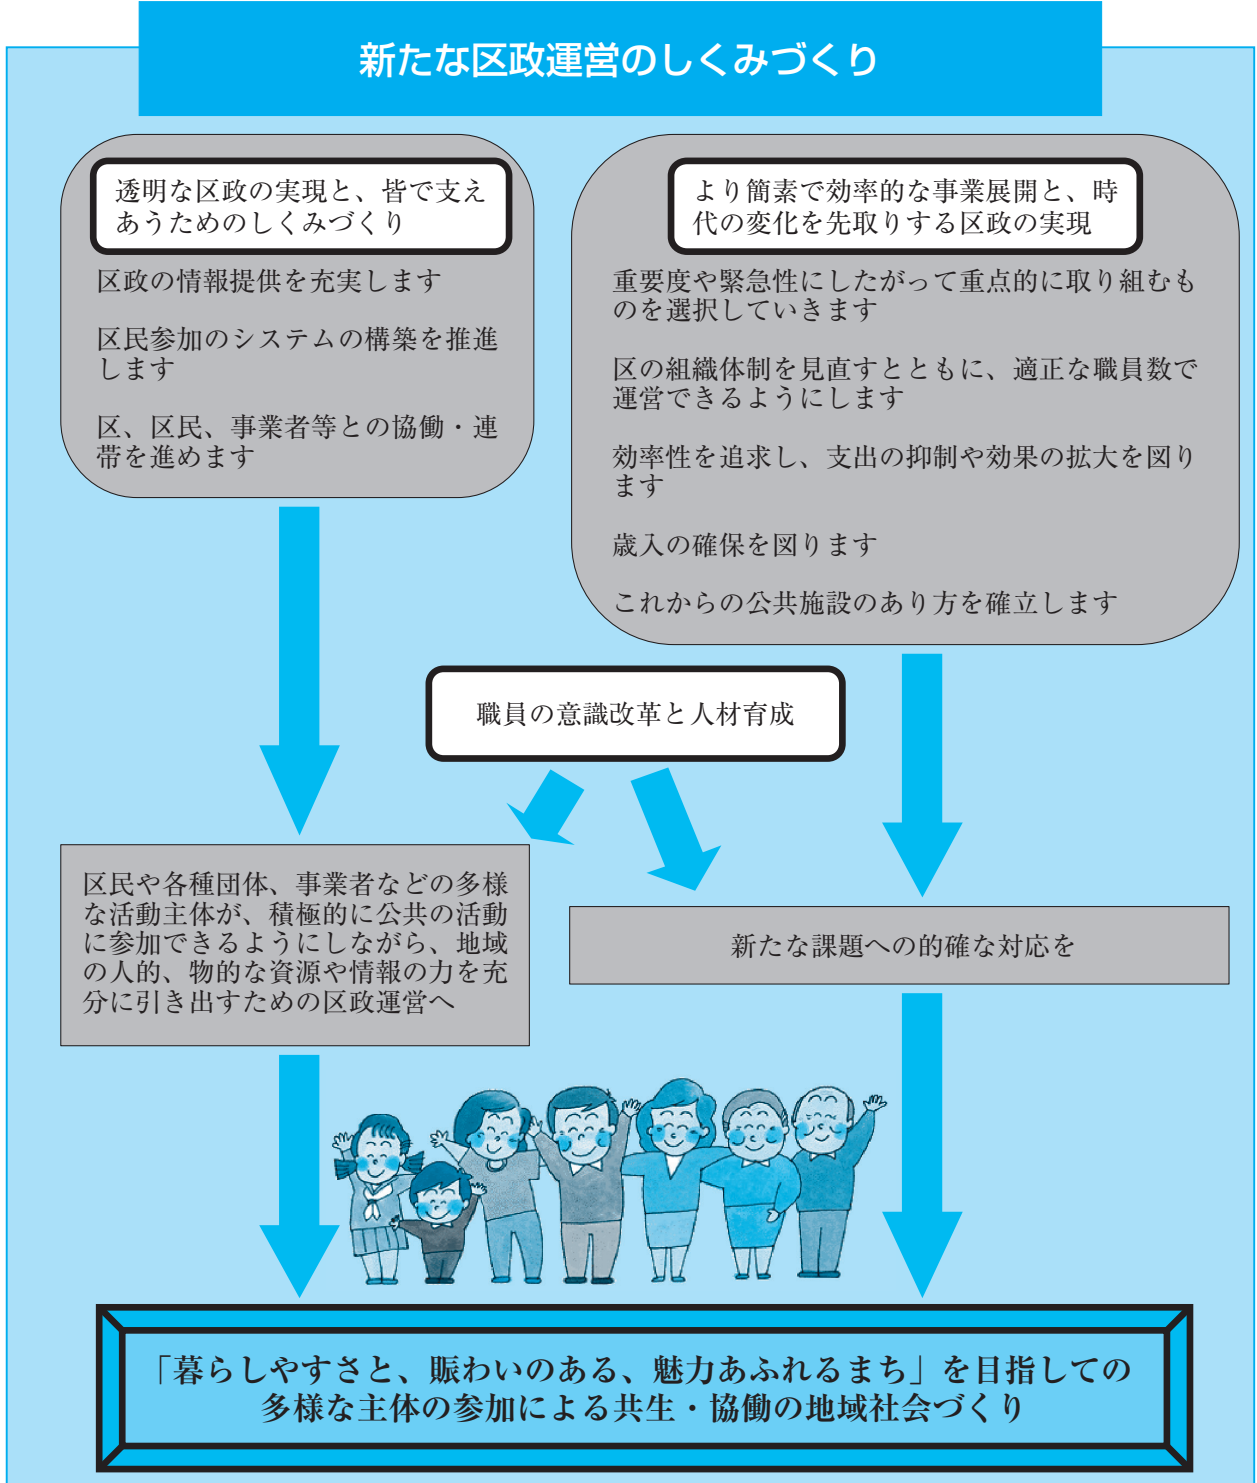 新たな区政運営のしくみづくり
透明な区政の実現と、皆で支え
あうためのしくみづくり
区政の情報提供を充実します
区民参加のシステムの構築を推進
します
区、区民、事業者等との協働・連
帯を進めます
より簡素で効率的な事業展開と、時
代の変化を先取りする区政の実現
重要度や緊急性にしたがって重点的に取り組むも
のを選択していきます
区の組織体制を見直すとともに、適正な職員数で
運営できるようにします
効率性を追求し、支出の抑制や効果の拡大を図り
ます
歳入の確保を図ります
これからの公共施設のあり方を確立します
職員の意識改革と人材育成
区民や各種団体、事業者などの多様
な活動主体が、積極的に公共の活動
に参加できるようにしながら、地域
の人的、物的な資源や情報の力を充
分に引き出すための区政運営へ
新たな課題への的確な対応を
「暮らしやすさと、賑わいのある、魅力あふれるまち」を目指しての
多様な主体の参加による共生・協働の地域社会づくり